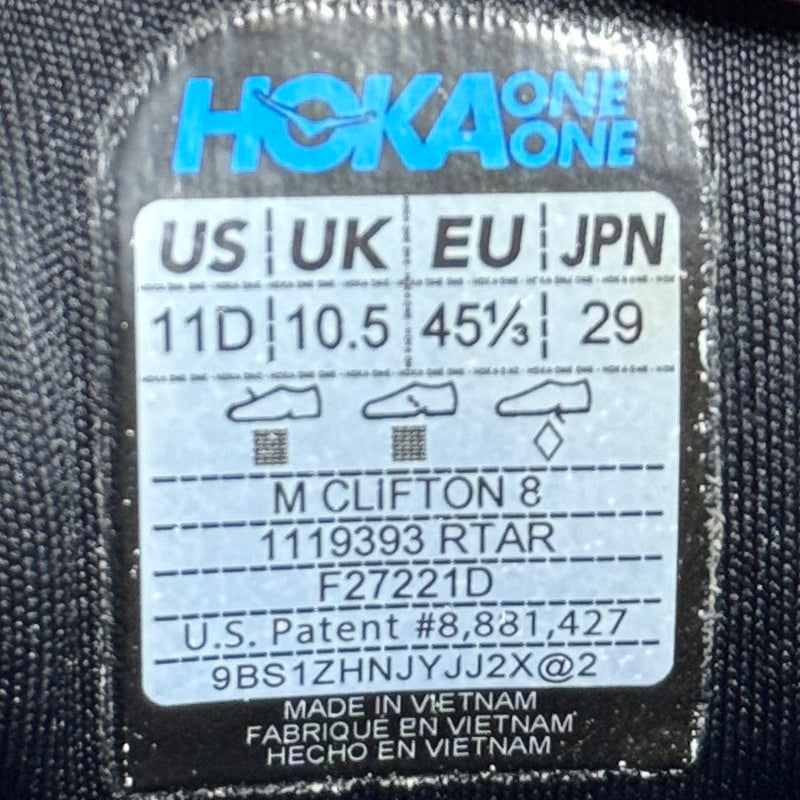 HOKA ONE ONE
US UK EU JPN
11D 10.5 45⅓ 29
M CLIFTON 8
1119393 RTAR
F27221D
U.S. Patent #8,881,427
9BS1ZHNJYJJ2X@2
MADE IN VIETNAM
FABRIQUE EN VIETNAM
HECHO EN VIETNAM